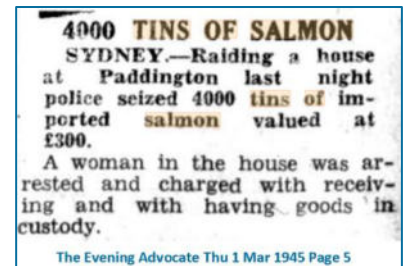 4000 TINS OF SALMON
SYDNEY.—Raiding a house
at Paddington last night
police seized 4000 tins of im-
ported salmon valued at
£300.
A woman in the house was ar-
rested and charged with receiv-
ing and with having goods in
custody.
The Evening Advocate Thu 1 Mar 1945 Page 5